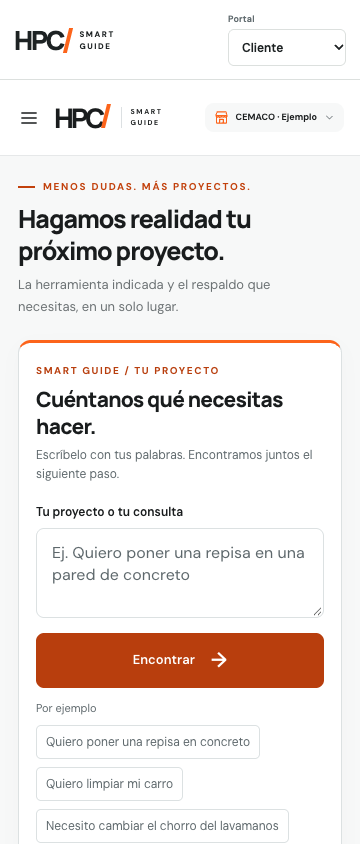 Portal
HPC/ SMART
GUIDE
Cliente
HPC/ SMART
GUIDE
CEMACO · Ejemplo
MENOS DUDAS. MÁS PROYECTOS.
Hagamos realidad tu
próximo proyecto.
La herramienta indicada y el respaldo que
necesitas, en un solo lugar.
SMART GUIDE / TU PROYECTO
Cuéntanos qué necesitas
hacer.
Escríbelo con tus palabras. Encontramos juntos el
siguiente paso.
Tu proyecto o tu consulta
Ej. Quiero poner una repisa en una
pared de concreto
Encontrar
Por ejemplo
Quiero poner una repisa en concreto
Quiero limpiar mi carro
Necesito cambiar el chorro del lavamanos